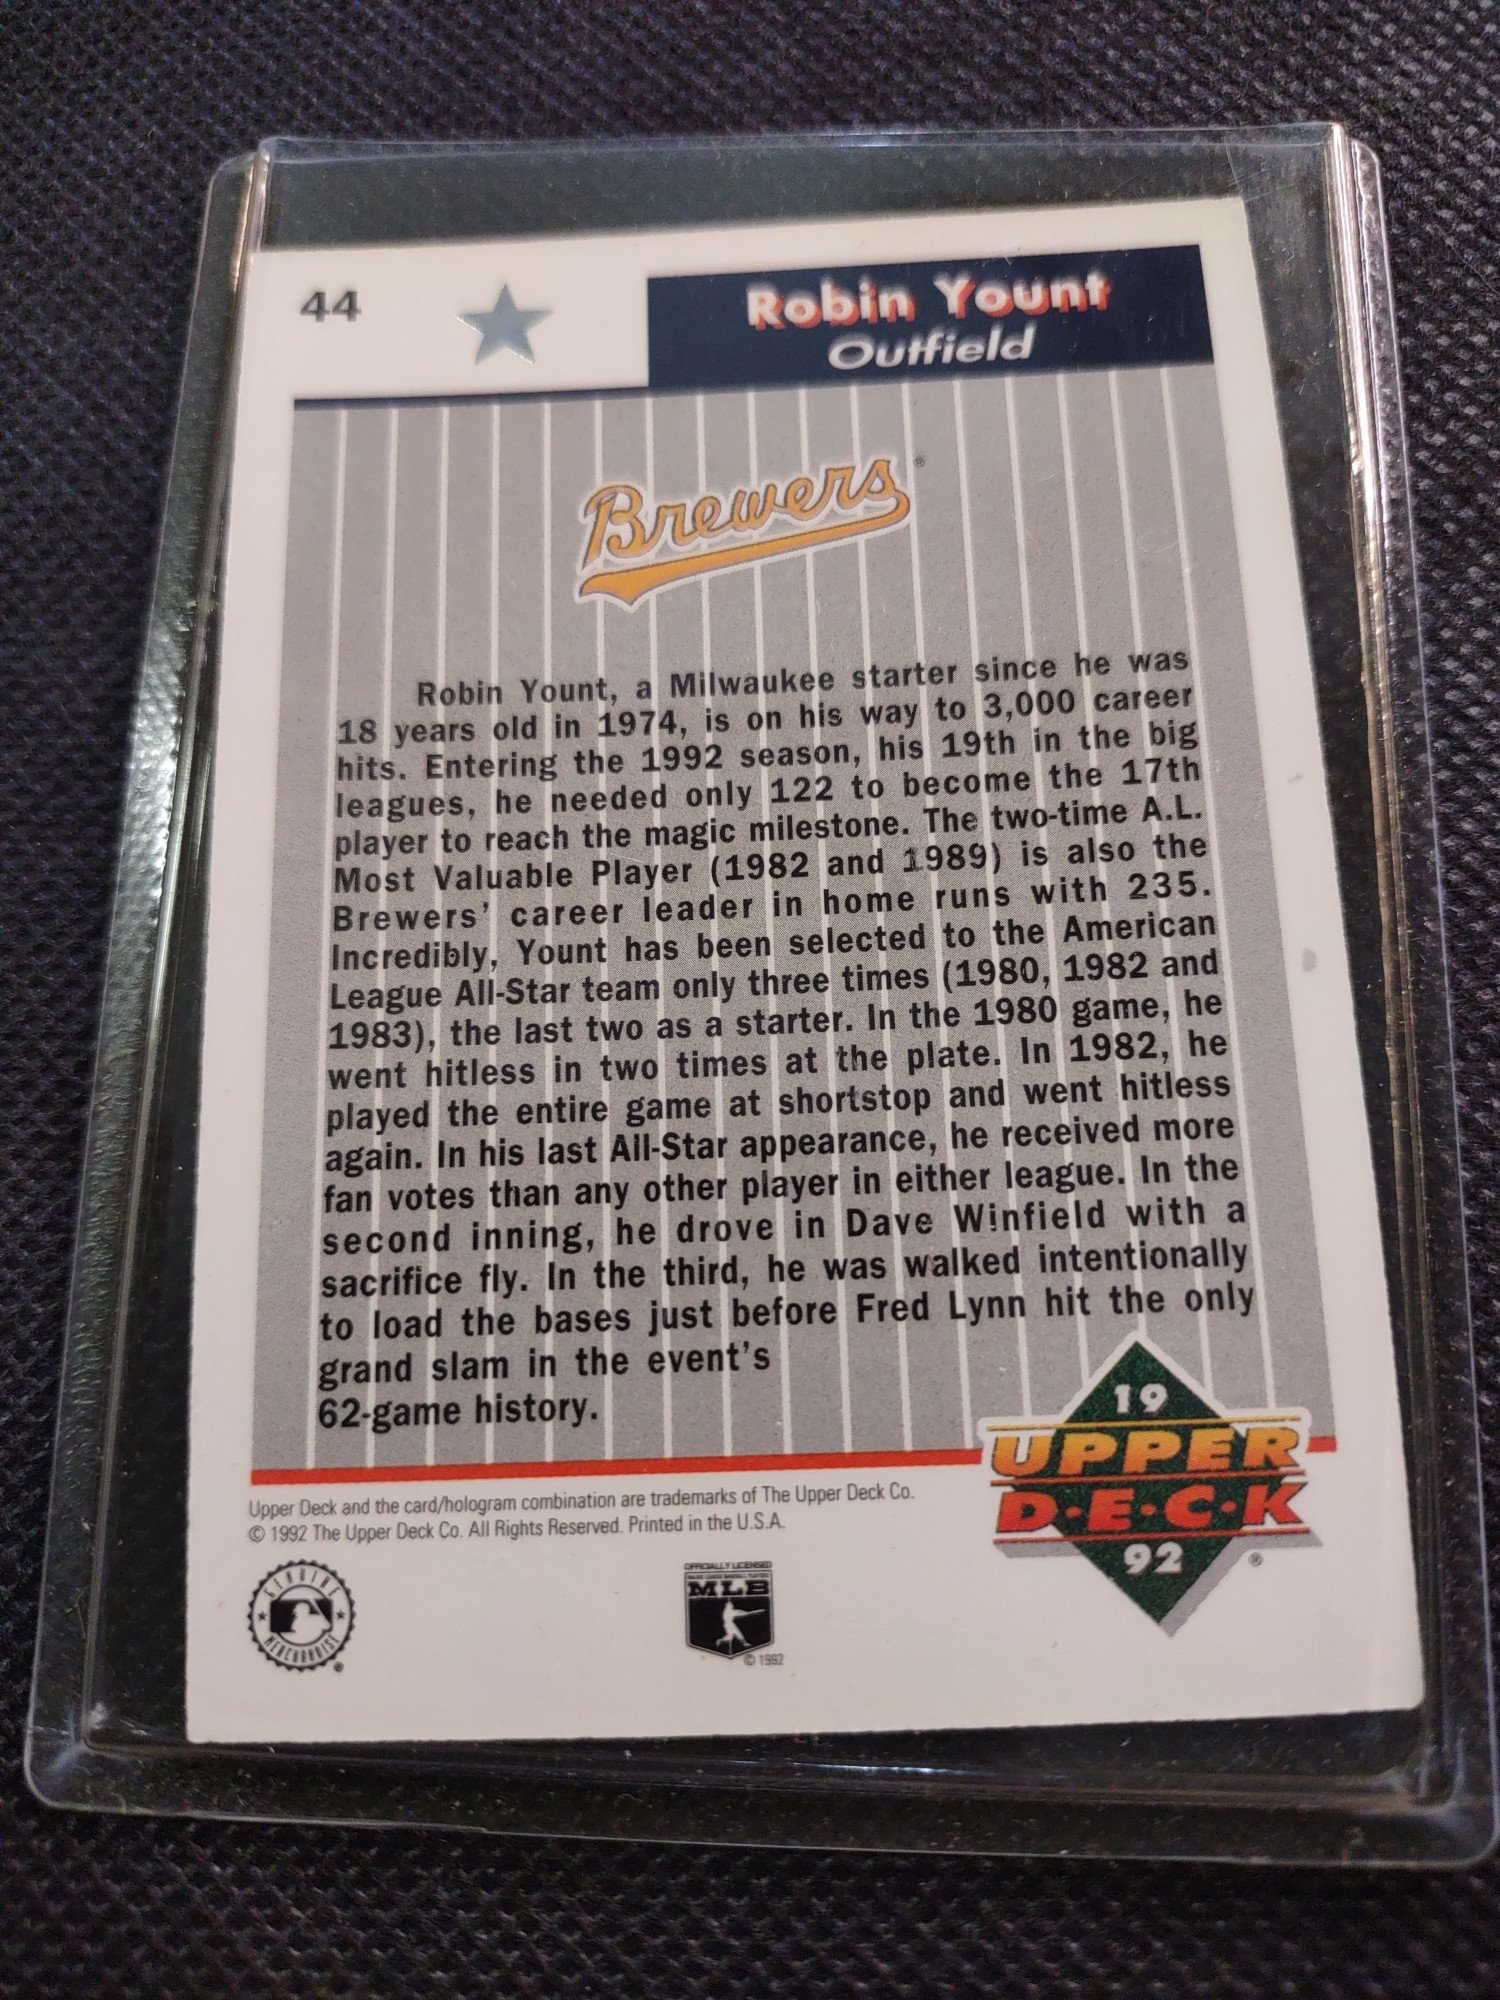 44
Robin Yount
Outfield
Brewers
®
Robin Yount, a Milwaukee starter since he was
18 years old in 1974, is on his way to 3,000 career
hits. Entering the 1992 season, his 19th in the big
leagues, he needed only 122 to become the 17th
player to reach the magic milestone. The two-time A.L.
Most Valuable Player (1982 and 1989) is also the
Brewers' career leader in home runs with 235.
Incredibly, Yount has been selected to the American
League All-Star team only three times (1980, 1982 and
1983), the last two as a starter. In the 1980 game, he
went hitless in two times at the plate. In 1982, he
played the entire game at shortstop and went hitless
again. In his last All-Star appearance, he received more
fan votes than any other player in either league. In the
second inning, he drove in Dave Winfield with a
sacrifice fly. In the third, he was walked intentionally
to load the bases just before Fred Lynn hit the only
grand slam in the event's
62-game history.
19
UPPER
D·E·C·K
92
®
Upper Deck and the card/hologram combination are trademarks of The Upper Deck Co.
© 1992 The Upper Deck Co. All Rights Reserved. Printed in the U.S.A.
GENUINE
MERCHANDISE
®
OFFICIALLY LICENSED
MLB
© 1992